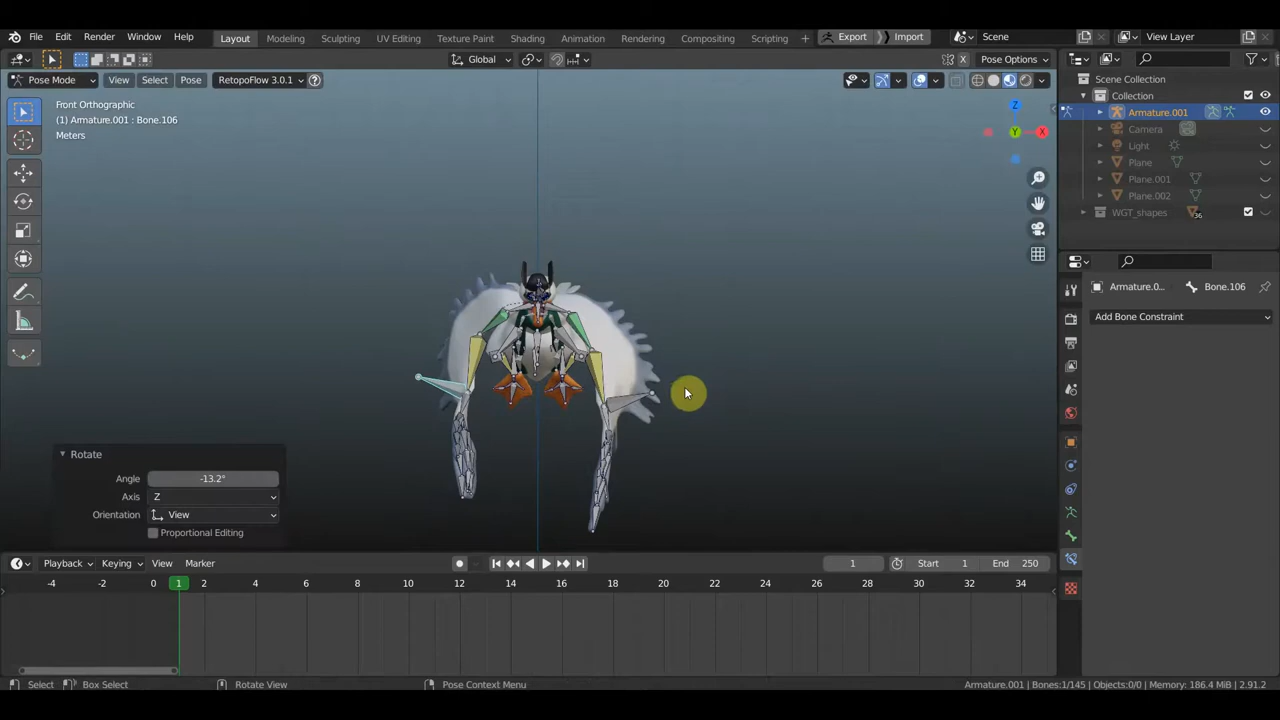 File Edit Render Window Help Layout Modeling Sculpting UV Editing Texture Paint Shading Animation Rendering Compositing Scripting + Export Import Scene View Layer
Global X Pose Options
Pose Mode View Select Pose RetopoFlow 3.0.1
Front Orthographic
(1) Armature.001 : Bone.106
Meters
Z
Y
X
Scene Collection
Collection
Armature.001
Camera
Light
Plane
Plane.001
Plane.002
WGT_shapes 36
Armature.0... Bone.106
Add Bone Constraint
Rotate
Angle -13.2°
Axis Z
Orientation View
Proportional Editing
Playback Keying View Marker 1 Start 1 End 250
-4 -2 0 1 2 4 6 8 10 12 14 16 18 20 22 24 26 28 30 32 34
Select Box Select Rotate View Pose Context Menu Armature.001 | Bones:1/145 | Objects:0/0 | Memory: 186.4 MiB | 2.91.2